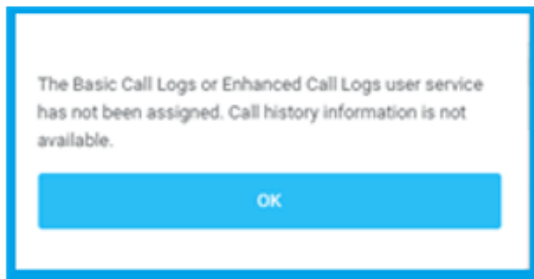 The Basic Call Logs or Enhanced Call Logs user service
has not been assigned. Call history information is not
available.
OK